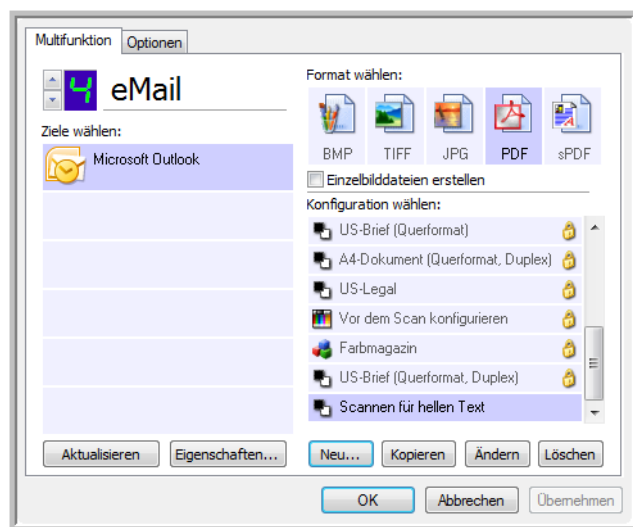 Multifunktion
Optionen
4 eMail
Ziele wählen:
Microsoft Outlook
Aktualisieren
Eigenschaften...
Format wählen:
BMP TIFF JPG PDF sPDF
Einzelbilddateien erstellen
Konfiguration wählen:
US-Brief (Querformat)
A4-Dokument (Querformat, Duplex)
US-Legal
Vor dem Scan konfigurieren
Farbmagazin
US-Brief (Querformat, Duplex)
Scannen für hellen Text
Neu...
Kopieren
Ändern
Löschen
OK
Abbrechen
Übernehmen